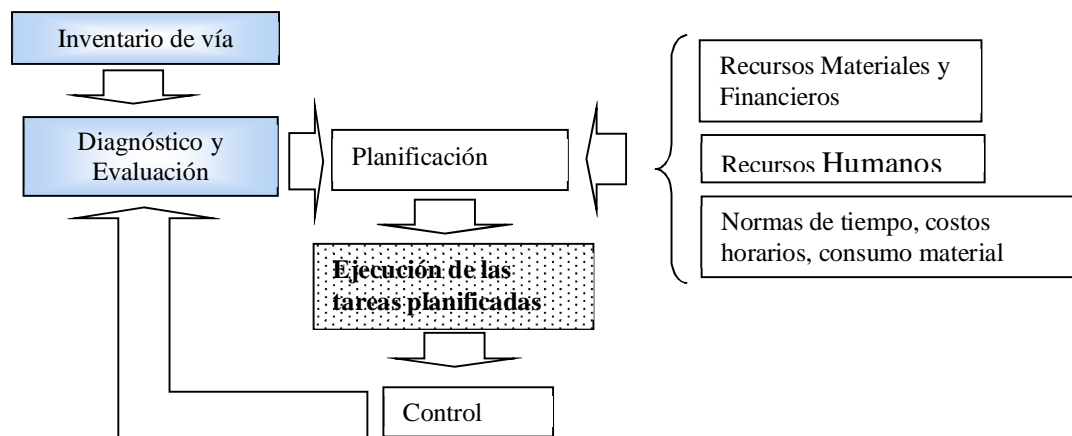 Inventario de vía
Diagnóstico y
Evaluación
Planificación
Recursos Materiales y
Financieros
Recursos Humanos
Normas de tiempo, costos
horarios, consumo material
Ejecución de las
tareas planificadas
Control